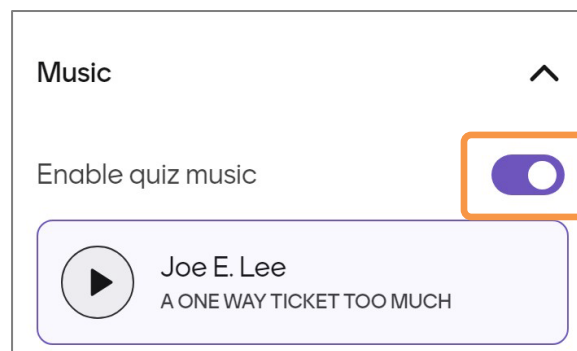 Music
Enable quiz music
Joe E. Lee
A ONE WAY TICKET TOO MUCH